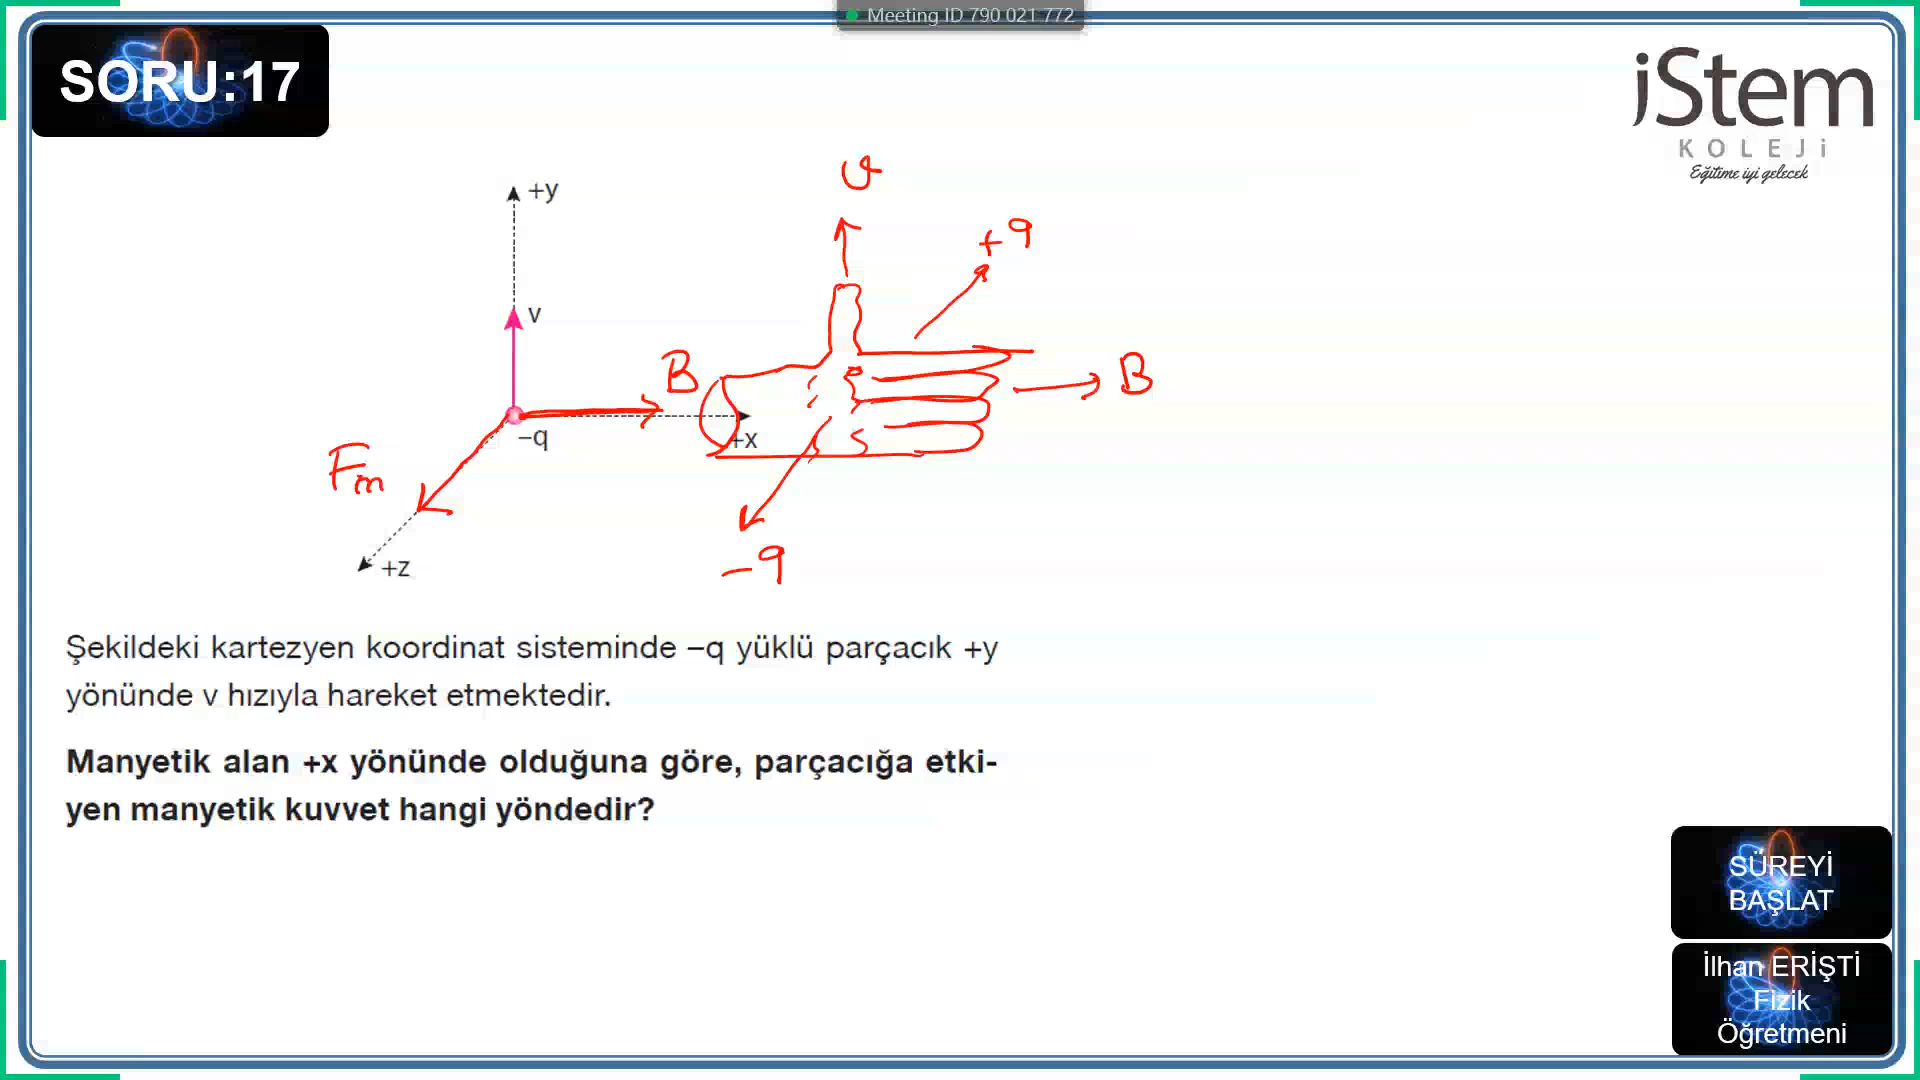 Meeting ID 790 021 772
SORU:17
iStem
KOLEJİ
Eğitime iyi gelecek
+y
v
−q
+x
+z
B
Fm
ϑ
+q
B
−q
Şekildeki kartezyen koordinat sisteminde −q yüklü parçacık +y
yönünde v hızıyla hareket etmektedir.
Manyetik alan +x yönünde olduğuna göre, parçacığa etki-
yen manyetik kuvvet hangi yöndedir?
SÜREYİ
BAŞLAT
İlhan ERİŞTİ
Fizik
Öğretmeni